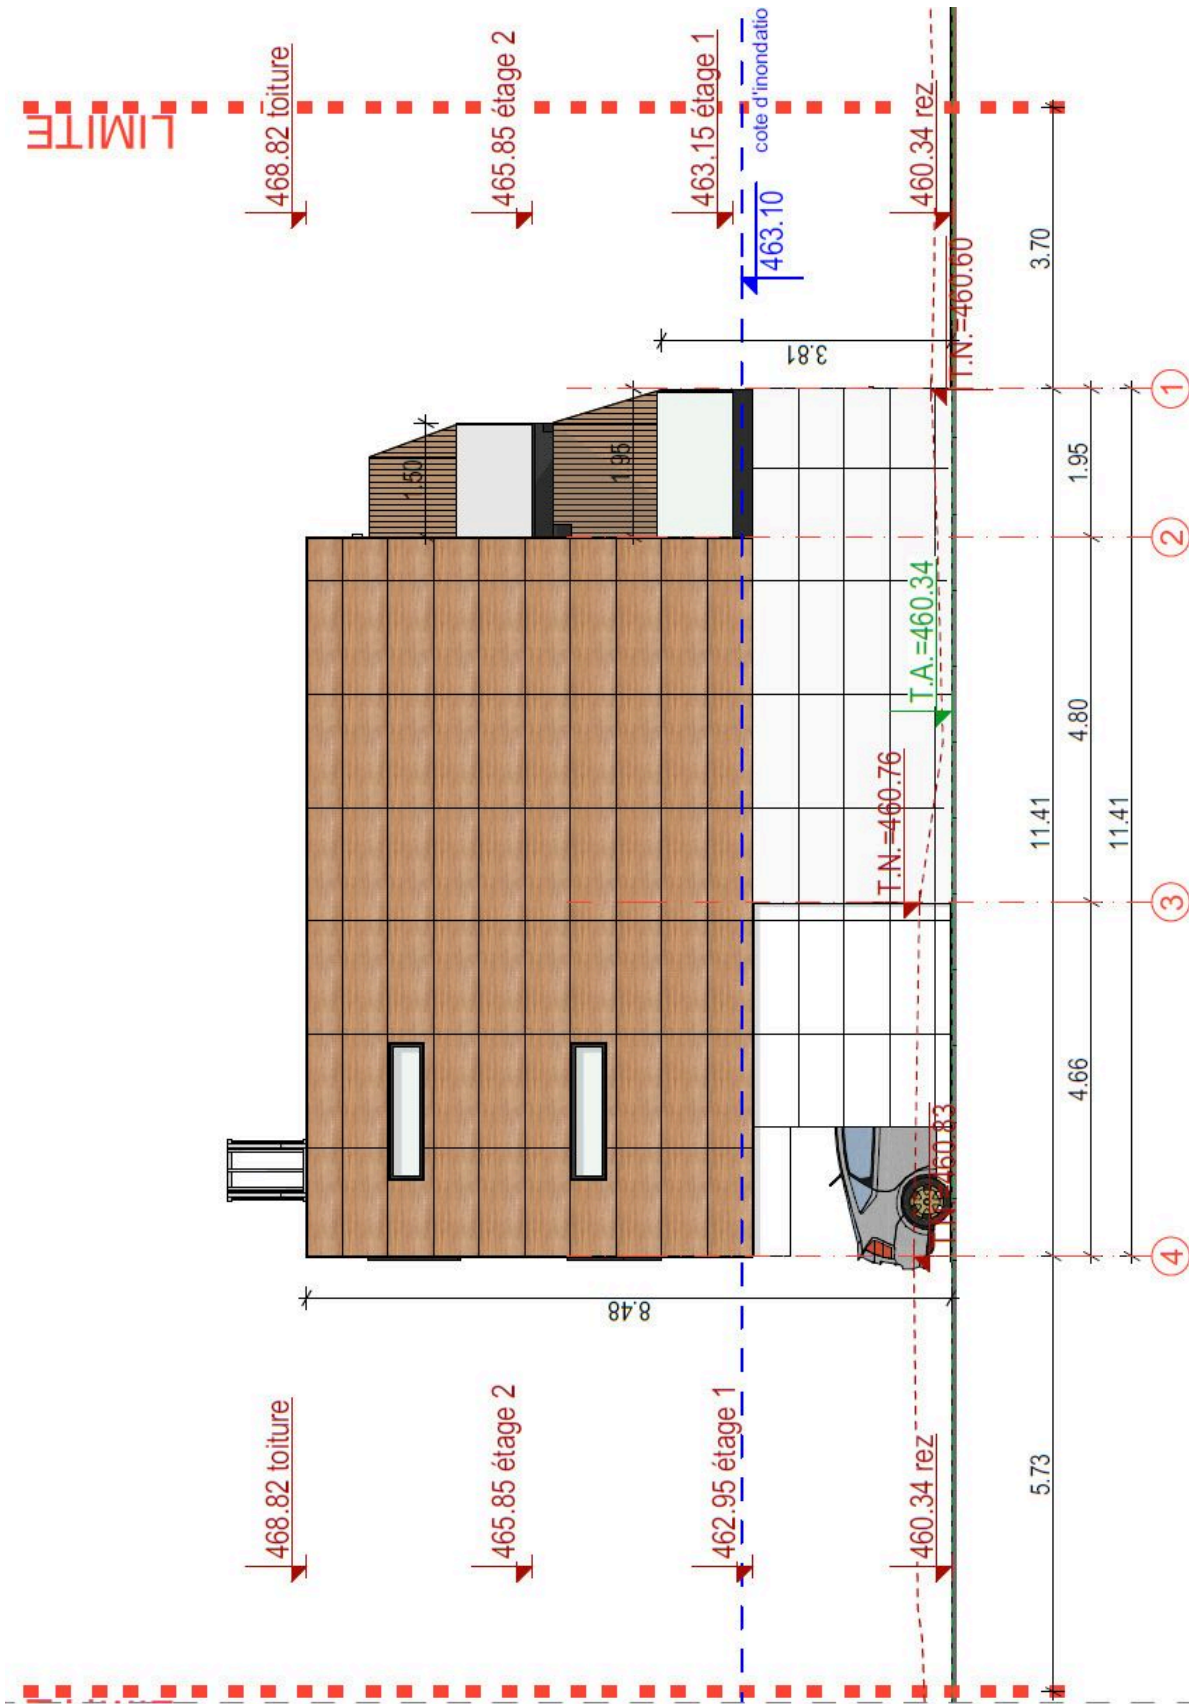 LIMITE
468.82 toiture
465.85 étage 2
463.15 étage 1
cote d'inondatio
463.10
460.34 rez
T.N.=460.60
3.81
3.70
1.50
1.95
1
1.95
2
T.A.=460.34
4.80
T.N.=460.76
11.41
11.41
3
4.66
460.83
4
8.48
468.82 toiture
465.85 étage 2
462.95 étage 1
460.34 rez
5.73